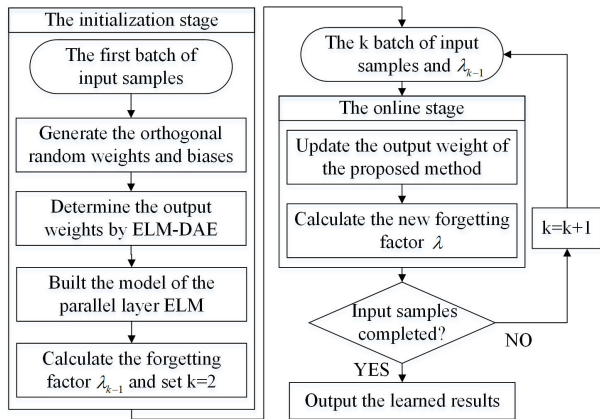 The initialization stage
The first batch of
input samples
Generate the orthogonal
random weights and biases
Determine the output
weights by ELM-DAE
Built the model of the
parallel layer ELM
Calculate the forgetting
factor λₖ₋₁ and set k=2
The k batch of input
samples and λₖ₋₁
The online stage
Update the output weight of
the proposed method
Calculate the new forgetting
factor λ
k=k+1
Input samples
completed?
NO
YES
Output the learned results